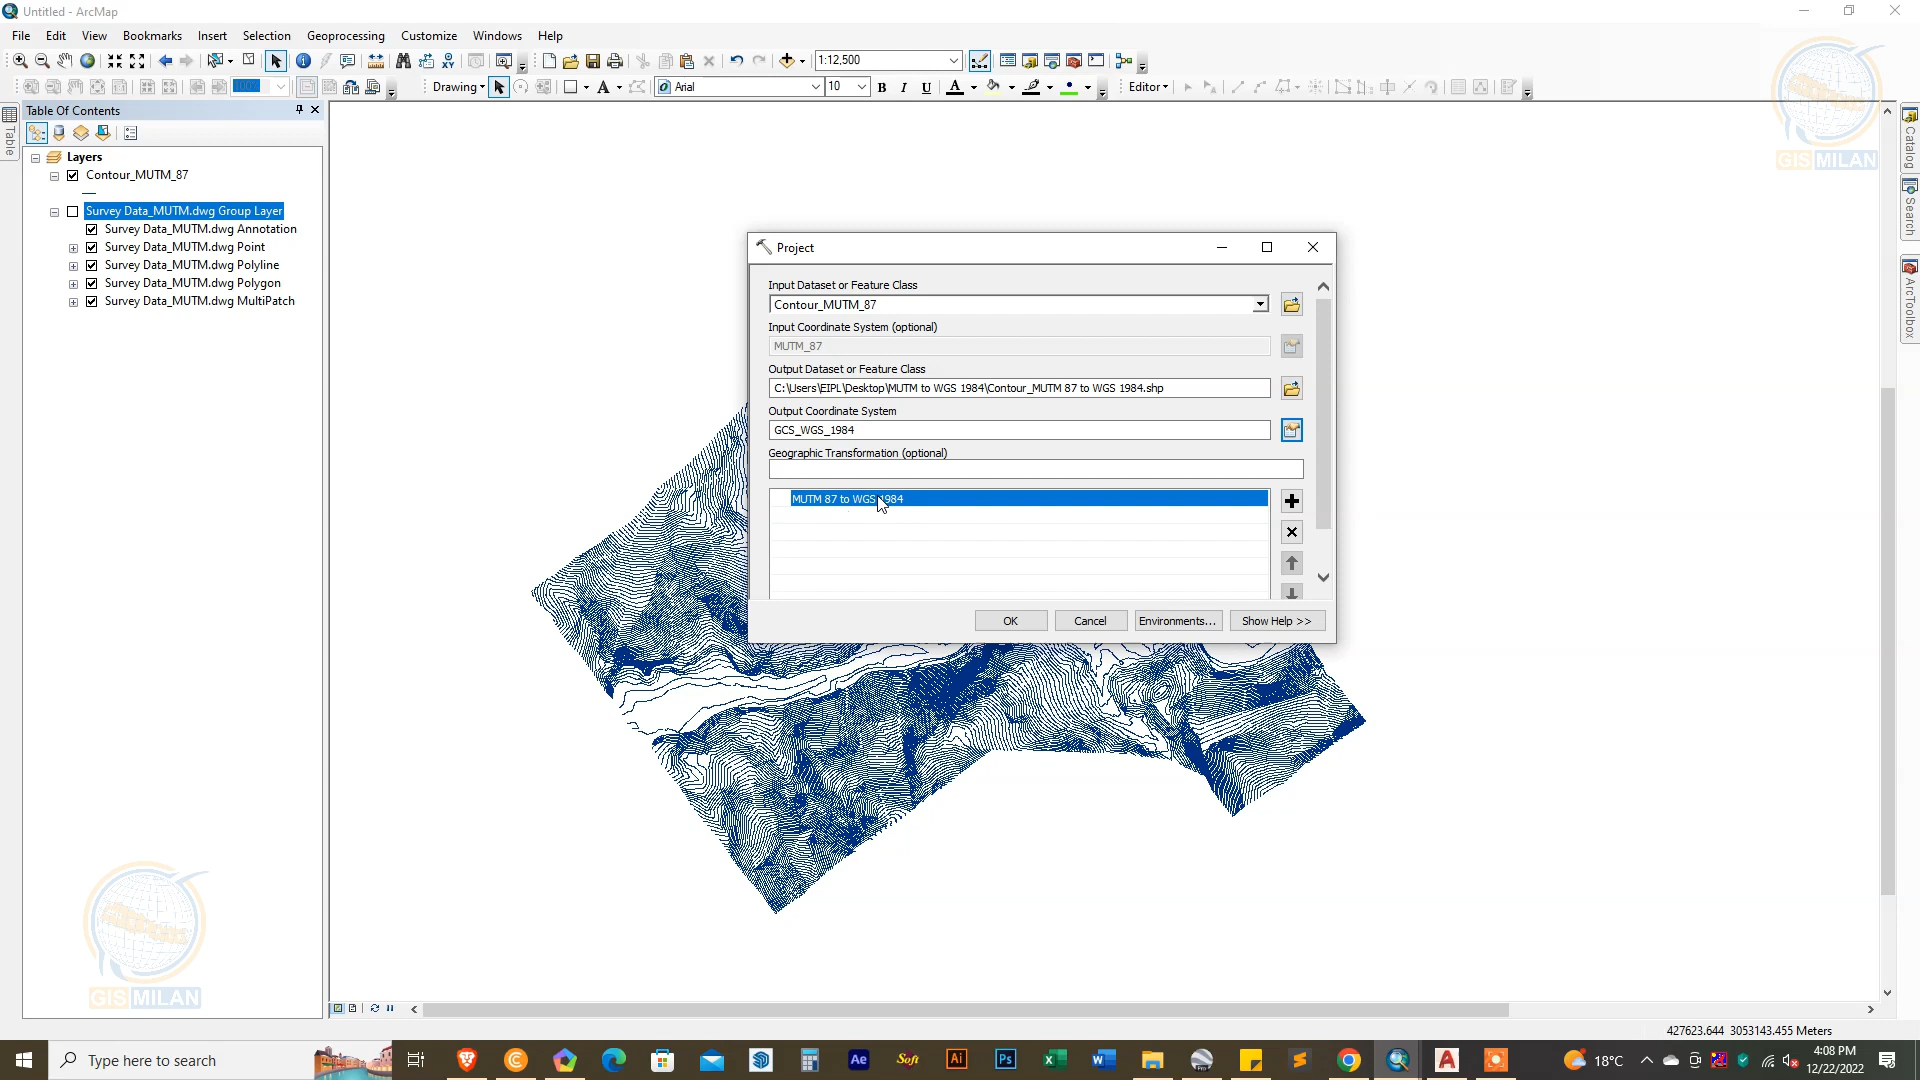 Untitled - ArcMap
File Edit View Bookmarks Insert Selection Geoprocessing Customize Windows Help
1:12,500
100%
Drawing
A
Arial
10
B I U A
Editor
Table Of Contents
Table
Layers
Contour_MUTM_87
Survey Data_MUTM.dwg Group Layer
Survey Data_MUTM.dwg Annotation
Survey Data_MUTM.dwg Point
Survey Data_MUTM.dwg Polyline
Survey Data_MUTM.dwg Polygon
Survey Data_MUTM.dwg MultiPatch
Catalog
Search
ArcToolbox
GIS MILAN
Project
Input Dataset or Feature Class
Contour_MUTM_87
Input Coordinate System (optional)
MUTM_87
Output Dataset or Feature Class
C:\Users\EIPL\Desktop\MUTM to WGS 1984\Contour_MUTM 87 to WGS 1984.shp
Output Coordinate System
GCS_WGS_1984
Geographic Transformation (optional)
MUTM 87 to WGS 1984
OK Cancel Environments... Show Help >>
GIS MILAN
427623.644 3053143.455 Meters
Type here to search
Ae
Soft
Ai
Ps
18°C
4:08 PM
12/22/2022